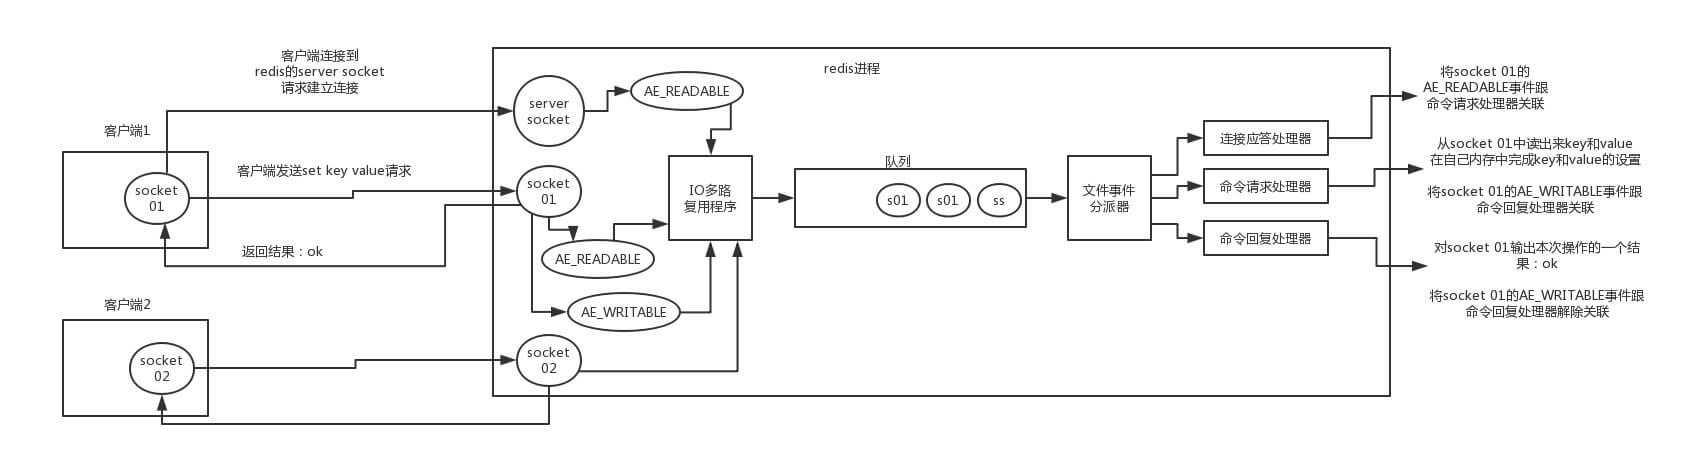 客户端连接到
redis的server socket
请求建立连接
客户端1
socket
01
客户端发送set key value请求
返回结果：ok
客户端2
socket
02
redis进程
server
socket
AE_READABLE
socket
01
AE_READABLE
AE_WRITABLE
socket
02
IO多路
复用程序
队列
s01
s01
ss
文件事件
分派器
连接应答处理器
命令请求处理器
命令回复处理器
将socket 01的
AE_READABLE事件跟
命令请求处理器关联
从socket 01中读出来key和value
在自己内存中完成key和value的设置
将socket 01的AE_WRITABLE事件跟
命令回复处理器关联
对socket 01输出本次操作的一个结
果：ok
将socket 01的AE_WRITABLE事件跟
命令回复处理器解除关联